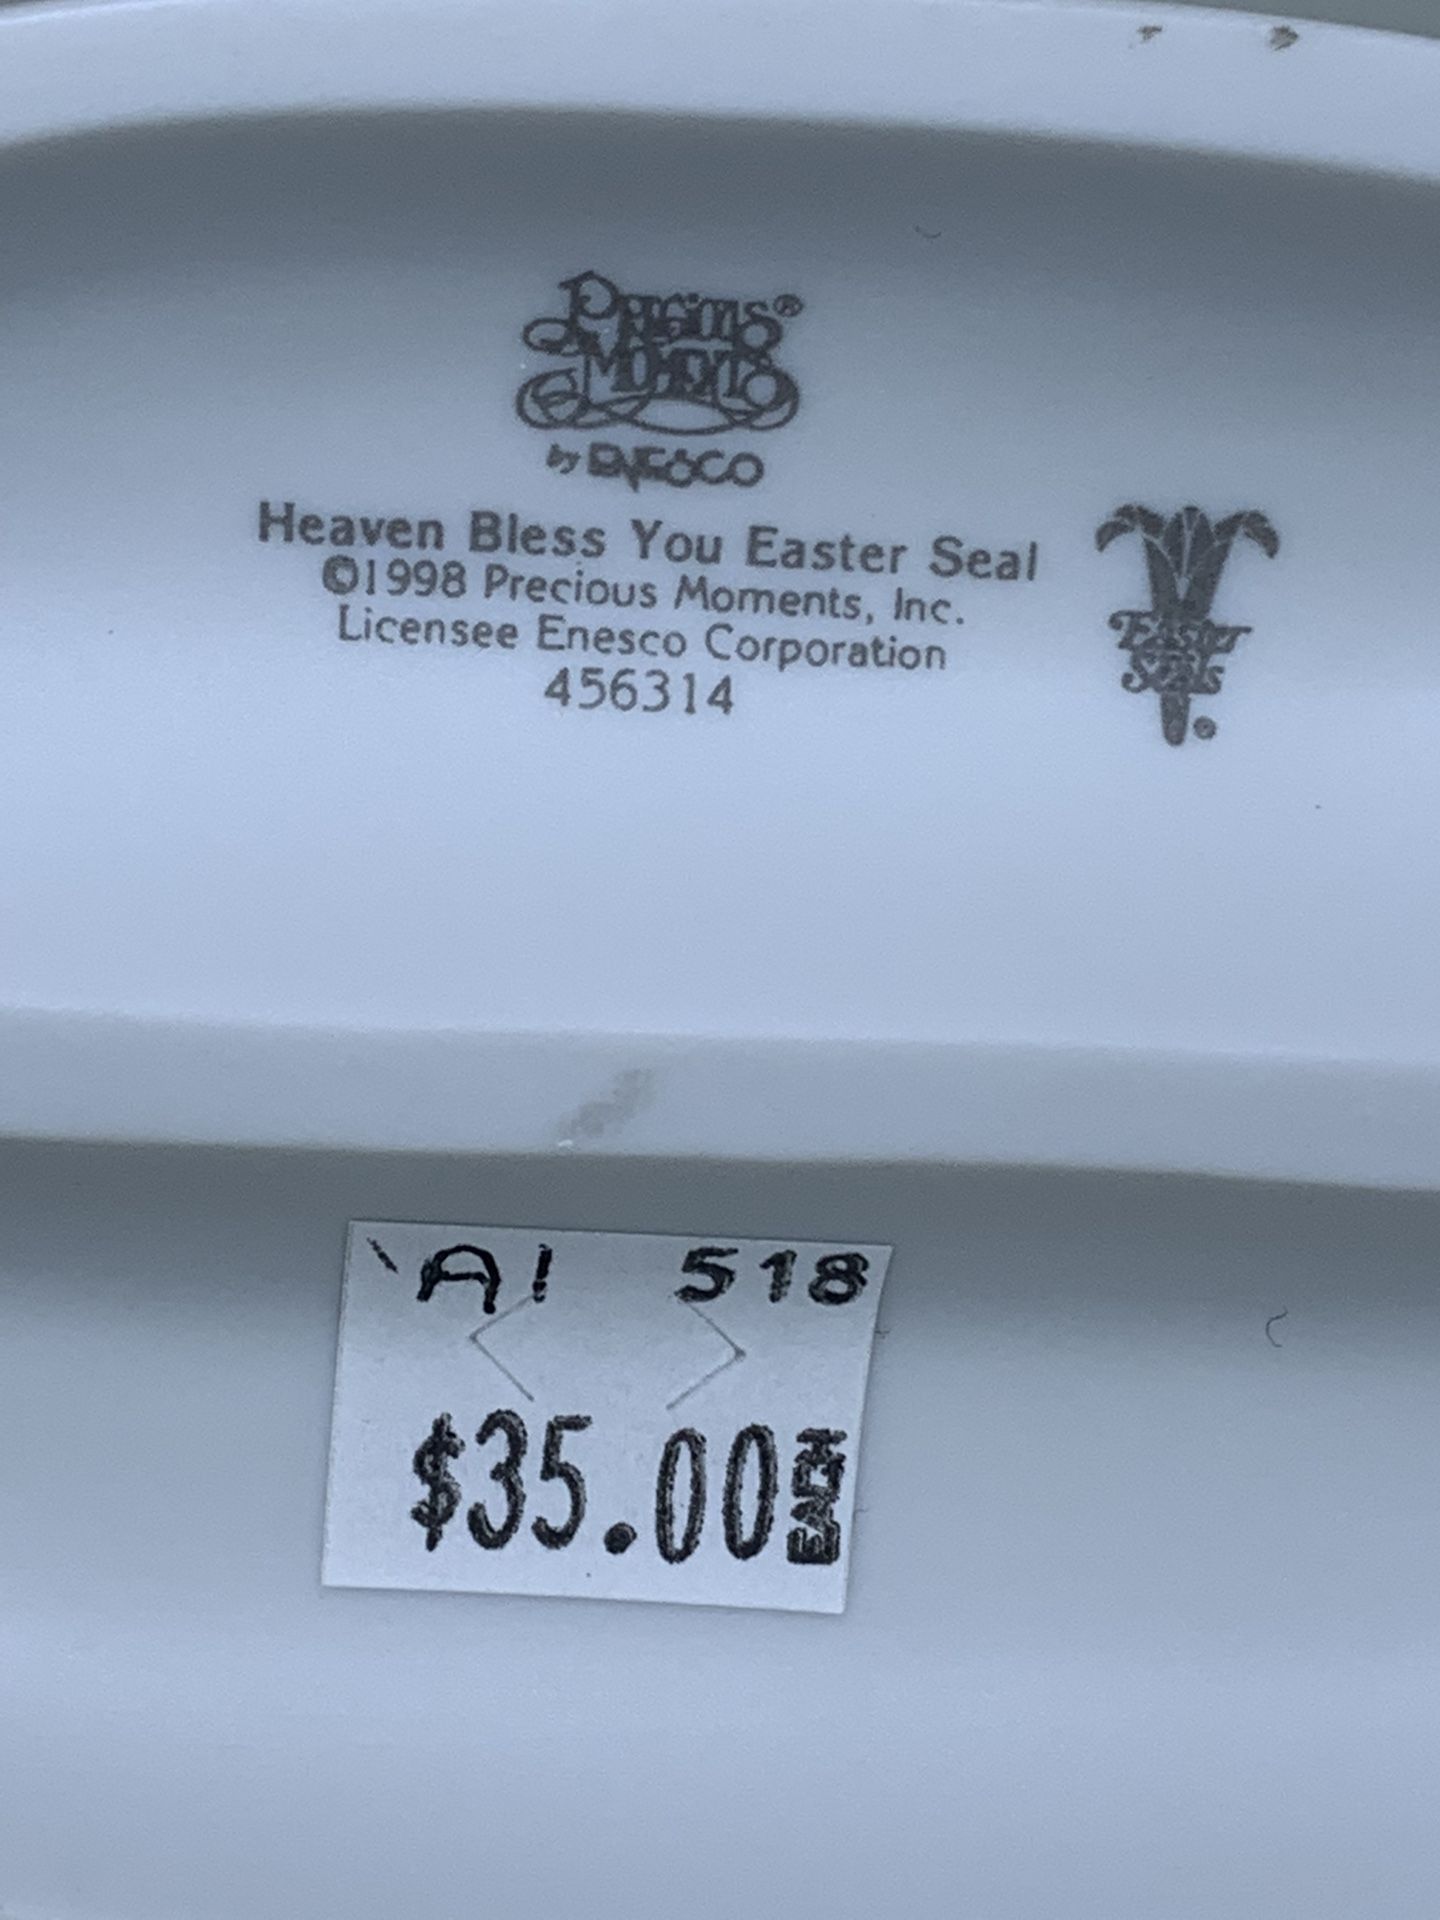 Precious®
Moments
by ENESCO
Heaven Bless You Easter Seal
©1998 Precious Moments, Inc.
Licensee Enesco Corporation
456314
Easter
Seals
®
A! 518
$35.00 EACH